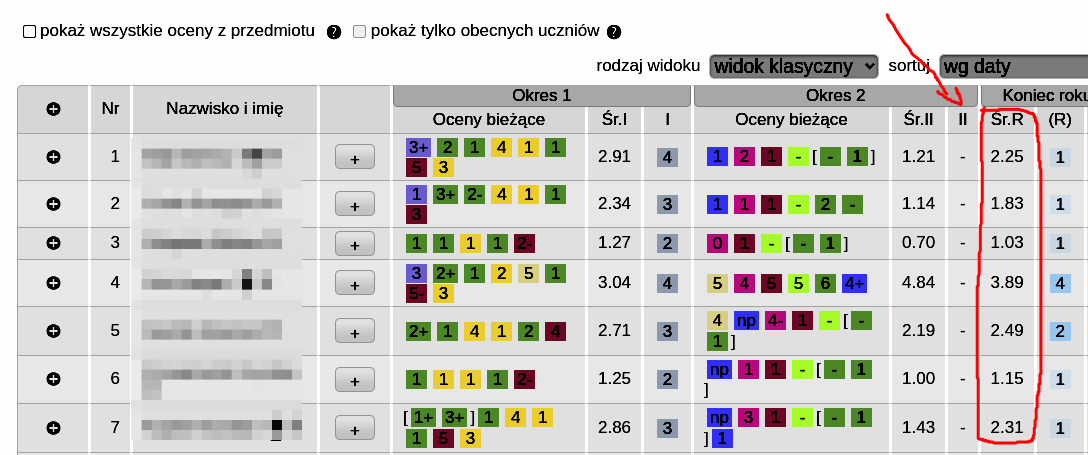 pokaż wszystkie oceny z przedmiotu ? pokaż tylko obecnych uczniów ?
rodzaj widoku widok klasyczny sortuj wg daty
Nr Nazwisko i imię Okres 1 Okres 2 Koniec roku
Oceny bieżące Śr.I I Oceny bieżące Śr.II II Śr.R (R)
1 + 3+ 2 1 4 1 1 2.91 4 1 2 1 - [ - 1 ] 1.21 - 2.25 1
5 3
2 + 1 3+ 2- 4 1 1 2.34 3 1 1 1 - 2 - 1.14 - 1.83 1
3
3 + 1 1 1 1 2- 1.27 2 0 1 - [ - 1 ] 0.70 - 1.03 1
4 + 3 2+ 1 2 5 1 3.04 4 5 4 5 5 6 4+ 4.84 - 3.89 4
5- 3
5 + 2+ 1 4 1 2 4 2.71 3 4 np 4- 1 - [ - 2.19 - 2.49 2
1 ]
6 + 1 1 1 1 2- 1.25 2 np 1 1 - [ - 1 1.00 - 1.15 1
]
7 + [ 1+ 3+ ] 1 4 1 2.86 3 np 3 1 - [ - 1 1.43 - 2.31 1
1 5 3 ] 1